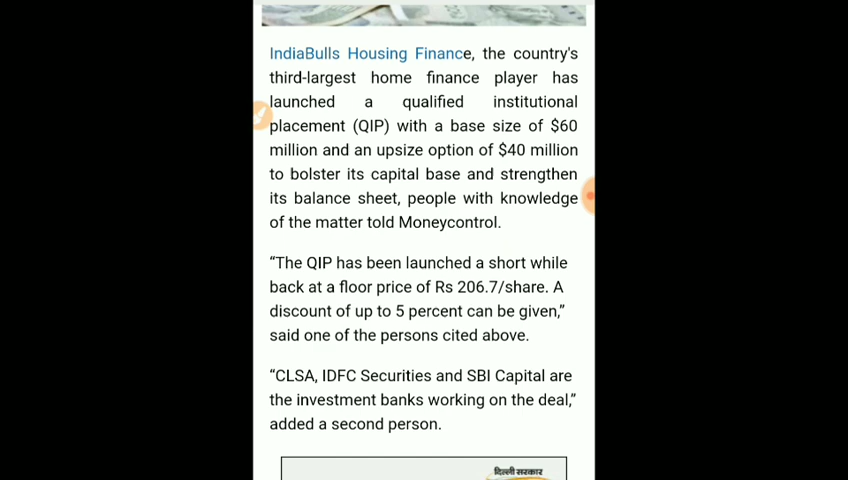 IndiaBulls Housing Finance, the country's
third-largest home finance player has
launched a qualified institutional
placement (QIP) with a base size of $60
million and an upsize option of $40 million
to bolster its capital base and strengthen
its balance sheet, people with knowledge
of the matter told Moneycontrol.
“The QIP has been launched a short while
back at a floor price of Rs 206.7/share. A
discount of up to 5 percent can be given,”
said one of the persons cited above.
“CLSA, IDFC Securities and SBI Capital are
the investment banks working on the deal,”
added a second person.
दिल्ली सरकार